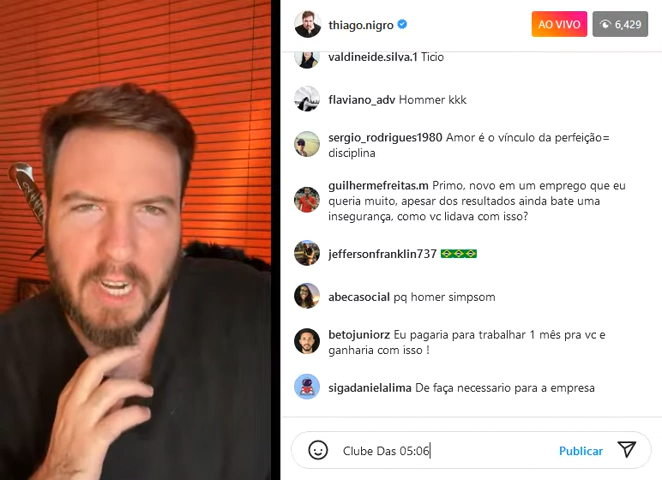 thiago.nigro
AO VIVO
6,429
valdineide.silva.1 Ticio
flaviano_adv Hommer kkk
sergio_rodrigues1980 Amor é o vínculo da perfeição=
disciplina
guilhermefreitas.m Primo, novo em um emprego que eu
queria muito, apesar dos resultados ainda bate uma
insegurança, como vc lidava com isso?
jeffersonfranklin737 🇧🇷🇧🇷🇧🇷
abecasocial pq homer simpsom
betojuniorz Eu pagaria para trabalhar 1 mês pra vc e
ganharia com isso !
sigadanielalima De faça necessario para a empresa
Clube Das 05:06
Publicar